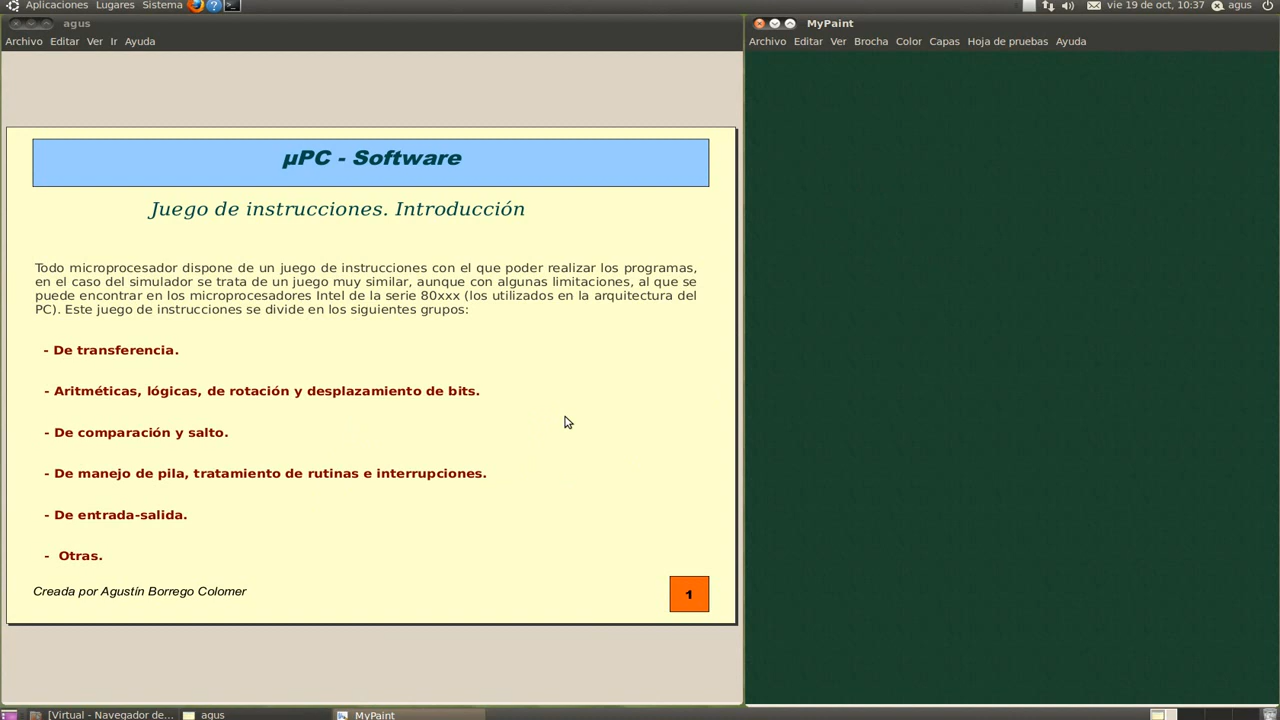 Aplicaciones Lugares Sistema
vie 19 de oct, 10:37 agus
agus
Archivo Editar Ver Ir Ayuda
µPC - Software
Juego de instrucciones. Introducción
Todo microprocesador dispone de un juego de instrucciones con el que poder realizar los programas,
en el caso del simulador se trata de un juego muy similar, aunque con algunas limitaciones, al que se
puede encontrar en los microprocesadores Intel de la serie 80xxx (los utilizados en la arquitectura del
PC). Este juego de instrucciones se divide en los siguientes grupos:
- De transferencia.
- Aritméticas, lógicas, de rotación y desplazamiento de bits.
- De comparación y salto.
- De manejo de pila, tratamiento de rutinas e interrupciones.
- De entrada-salida.
- Otras.
Creada por Agustín Borrego Colomer
1
MyPaint
Archivo Editar Ver Brocha Color Capas Hoja de pruebas Ayuda
[Virtual - Navegador de... agus MyPaint